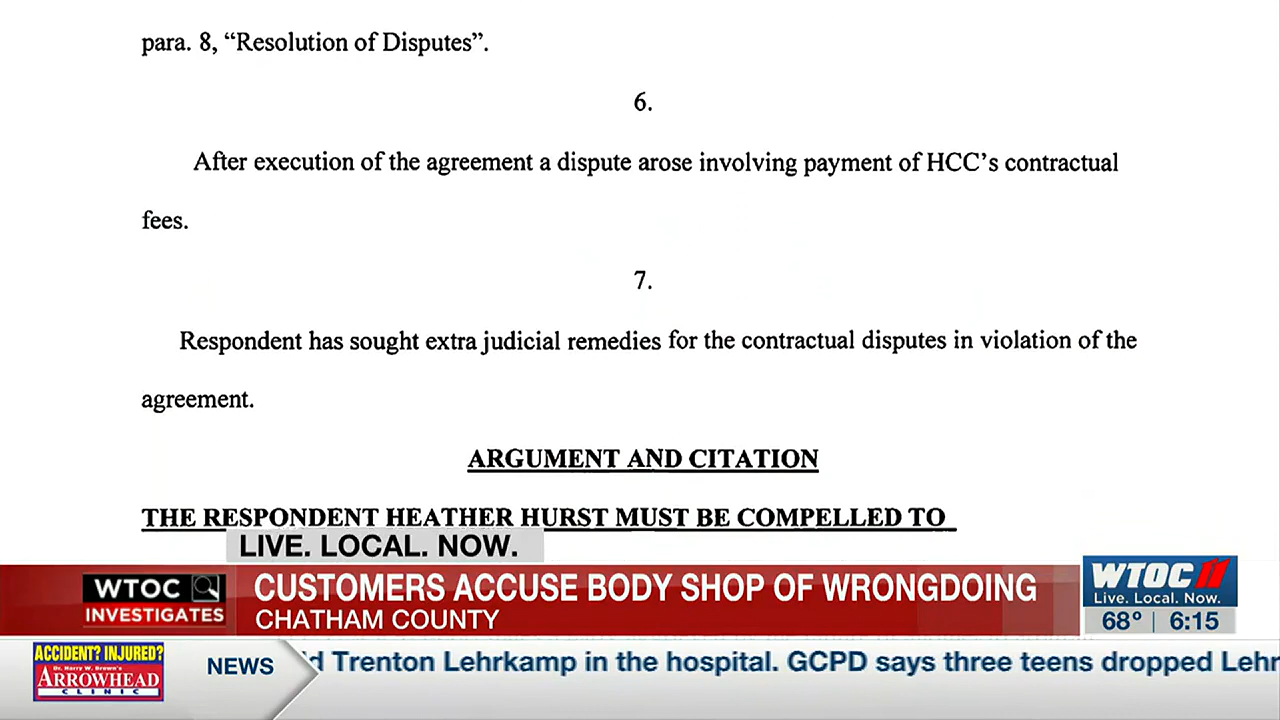 para. 8, “Resolution of Disputes”.
6.
After execution of the agreement a dispute arose involving payment of HCC’s contractual
fees.
7.
Respondent has sought extra judicial remedies for the contractual disputes in violation of the
agreement.
ARGUMENT AND CITATION
THE RESPONDENT HEATHER HURST MUST BE COMPELLED TO
LIVE. LOCAL. NOW.
WTOC
INVESTIGATES
CUSTOMERS ACCUSE BODY SHOP OF WRONGDOING
CHATHAM COUNTY
WTOC 11
Live. Local. Now.
68° | 6:15
ACCIDENT? INJURED?
Dr. Harry W. Brown's
ARROWHEAD
CLINIC
NEWS
d Trenton Lehrkamp in the hospital. GCPD says three teens dropped Lehr